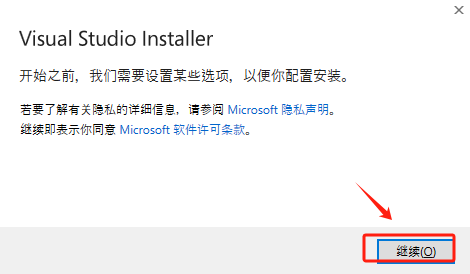 Visual Studio Installer
开始之前，我们需要设置某些选项，以便你配置安装。
若要了解有关隐私的详细信息，请参阅 Microsoft 隐私声明。
继续即表示你同意 Microsoft 软件许可条款。
继续(O)